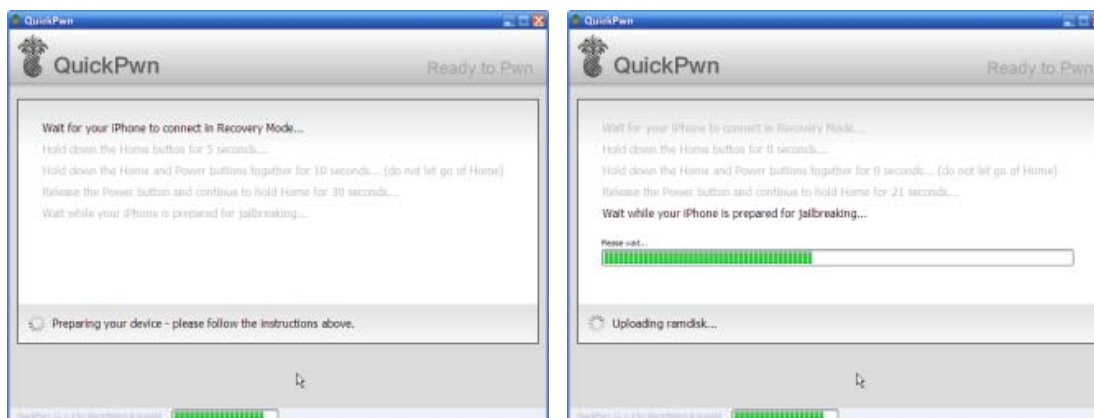 QuickPwn
QuickPwn
Ready to Pwn
Wait for your iPhone to connect in Recovery Mode...
Hold down the Home button for 5 seconds...
Hold down the Home and Power buttons together for 10 seconds... (do not let go of Home)
Release the Power button and continue to hold Home for 30 seconds...
Wait while your iPhone is prepared for jailbreaking...
Preparing your device - please follow the instructions above.
QuickPwn
QuickPwn
Ready to Pwn
Wait for your iPhone to connect in Recovery Mode...
Hold down the Home button for 0 seconds...
Hold down the Home and Power buttons together for 0 seconds... (do not let go of Home)
Release the Power button and continue to hold Home for 21 seconds...
Wait while your iPhone is prepared for jailbreaking...
Please wait...
Uploading ramdisk...